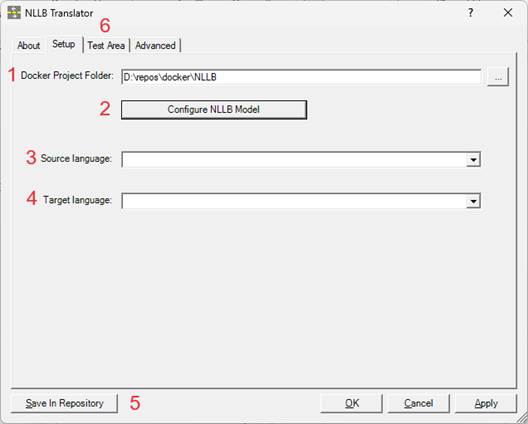 NLLB Translator ? X
6
About Setup Test Area Advanced
1 Docker Project Folder: D:\repos\docker\NLLB ...
2 Configure NLLB Model
3 Source language:
4 Target language:
Save In Repository 5 OK Cancel Apply